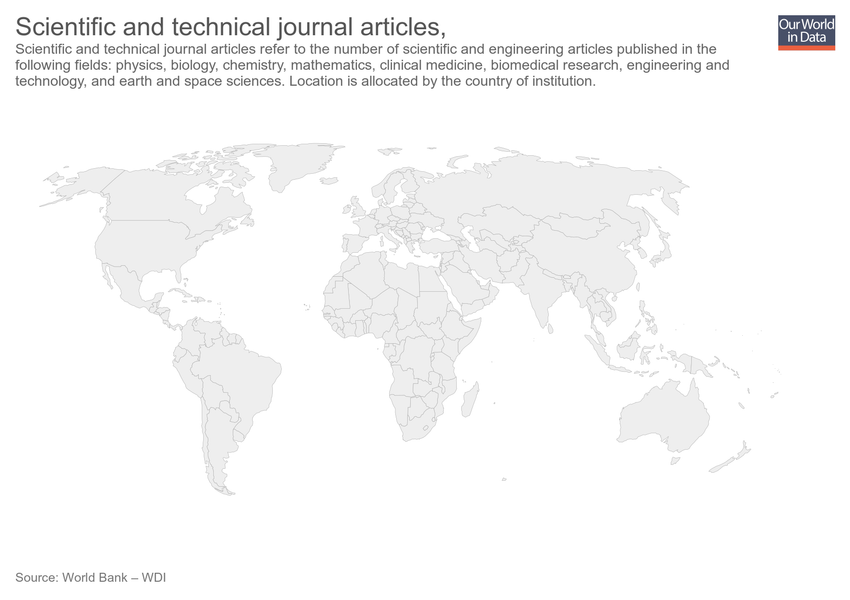 Scientific and technical journal articles,
Our World
in Data
Scientific and technical journal articles refer to the number of scientific and engineering articles published in the
following fields: physics, biology, chemistry, mathematics, clinical medicine, biomedical research, engineering and
technology, and earth and space sciences. Location is allocated by the country of institution.
Source: World Bank – WDI